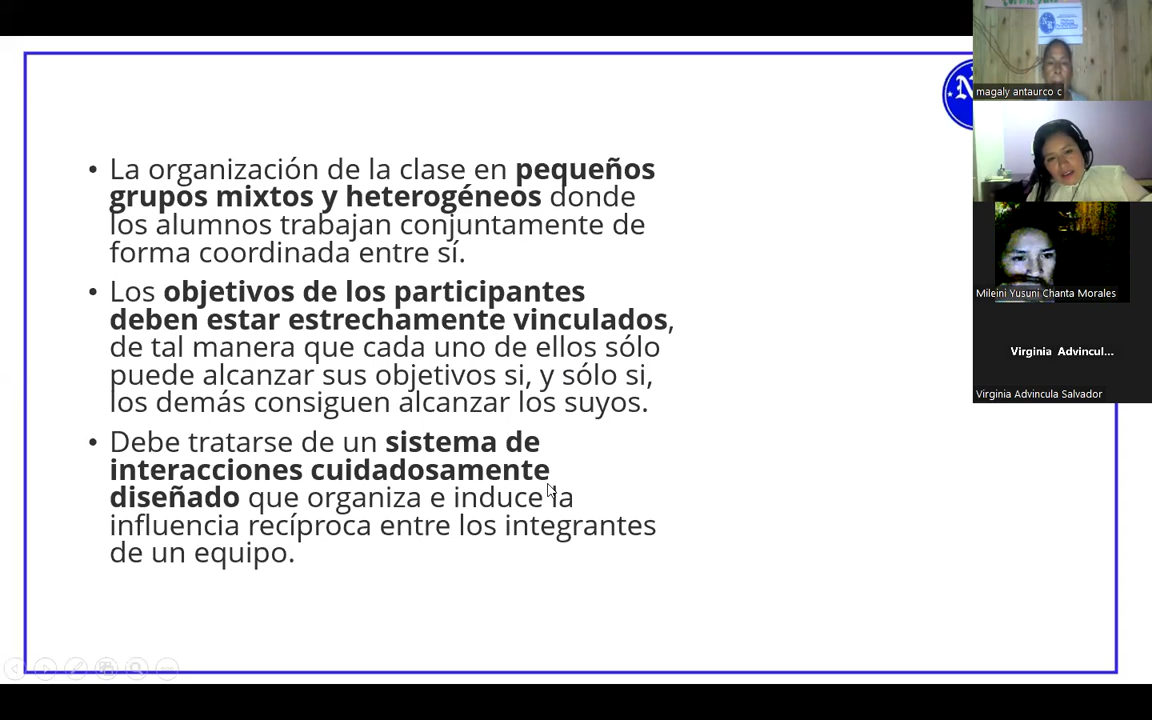 • La organización de la clase en pequeños
grupos mixtos y heterogéneos donde
los alumnos trabajan conjuntamente de
forma coordinada entre sí.
• Los objetivos de los participantes
deben estar estrechamente vinculados,
de tal manera que cada uno de ellos sólo
puede alcanzar sus objetivos si, y sólo si,
los demás consiguen alcanzar los suyos.
• Debe tratarse de un sistema de
interacciones cuidadosamente
diseñado que organiza e induce la
influencia recíproca entre los integrantes
de un equipo.
magaly antaurco c
Mileini Yusuni Chanta Morales
Virginia Advincul...
Virginia Advincula Salvador